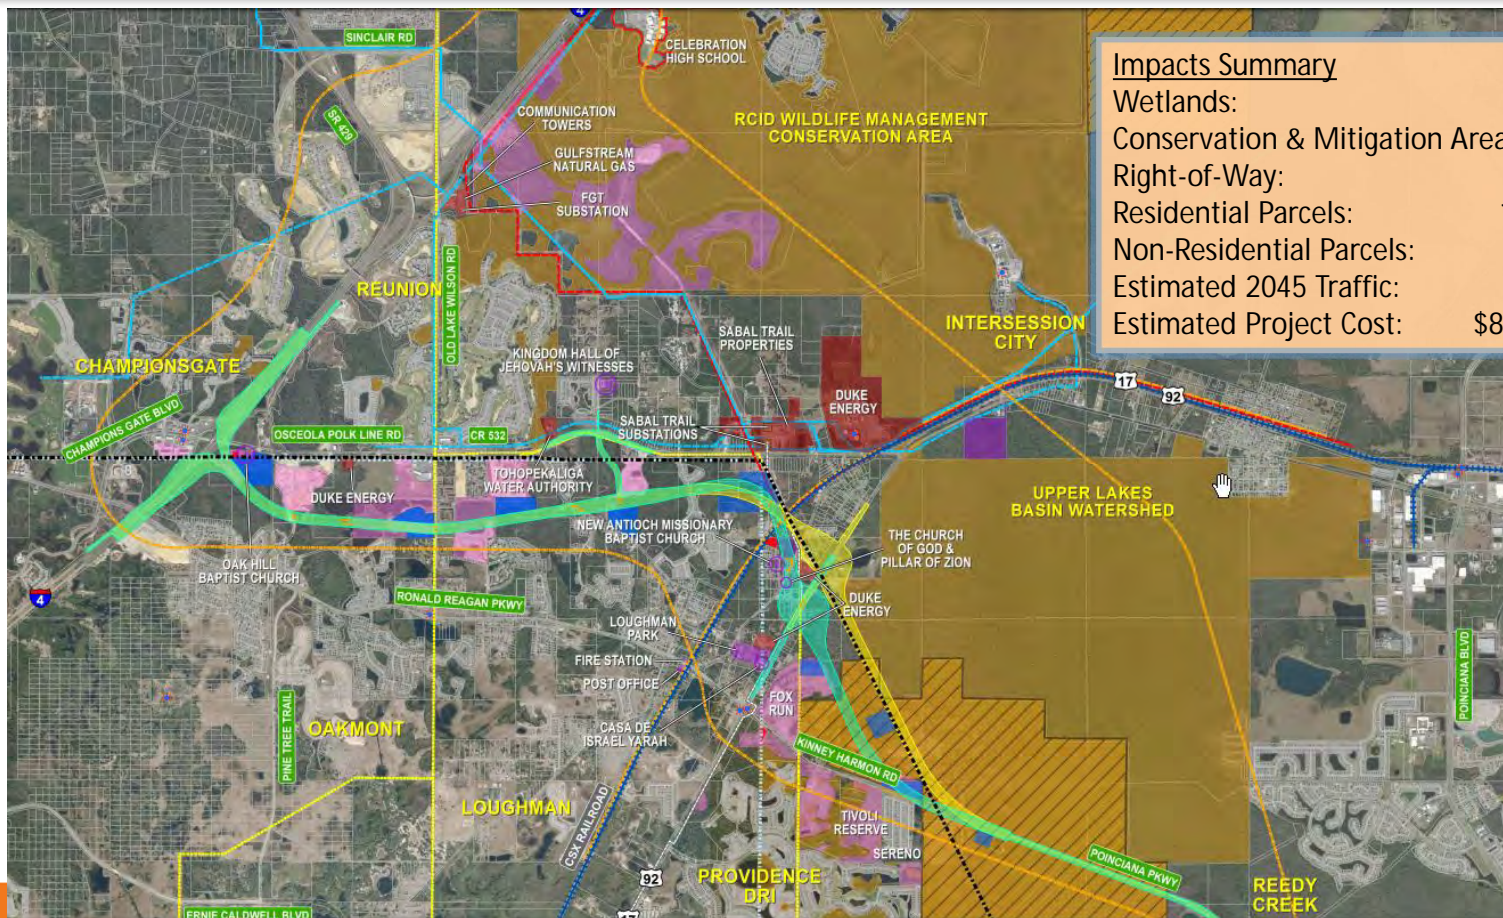 4
SINCLAIR RD
CELEBRATION
HIGH SCHOOL
SR 429
COMMUNICATION
TOWERS
RCID WILDLIFE MANAGEMENT
CONSERVATION AREA
Impacts Summary
Wetlands:
Conservation & Mitigation Area
Right-of-Way:
Residential Parcels:
Non-Residential Parcels:
Estimated 2045 Traffic:
Estimated Project Cost: $8
GULFSTREAM
NATURAL GAS
FGT
SUBSTATION
OLD LAKE WILSON RD
REUNION
INTERSESSION
CITY
SABAL TRAIL
PROPERTIES
KINGDOM HALL OF
JEHOVAH'S WITNESSES
CHAMPIONSGATE
17
92
DUKE
ENERGY
CHAMPIONS GATE BLVD
OSCEOLA POLK LINE RD
CR 532
SABAL TRAIL
SUBSTATIONS
TOHOPEKALIGA
WATER AUTHORITY
DUKE ENERGY
UPPER LAKES
BASIN WATERSHED
NEW ANTIOCH MISSIONARY
BAPTIST CHURCH
THE CHURCH
OF GOD &
PILLAR OF ZION
OAK HILL
BAPTIST CHURCH
4
RONALD REAGAN PKWY
DUKE
ENERGY
LOUGHMAN
PARK
FIRE STATION
POST OFFICE
FOX
RUN
POINCIANA BLVD
PINE TREE TRAIL
OAKMONT
CASA DE
ISRAEL YARAH
KINNEY HARMON RD
LOUGHMAN
CSX RAILROAD
TIVOLI
RESERVE
SERENO
POINCIANA PKWY
92
PROVIDENCE
DRI
REEDY
CREEK
ERNIE CALDWELL BLVD
17